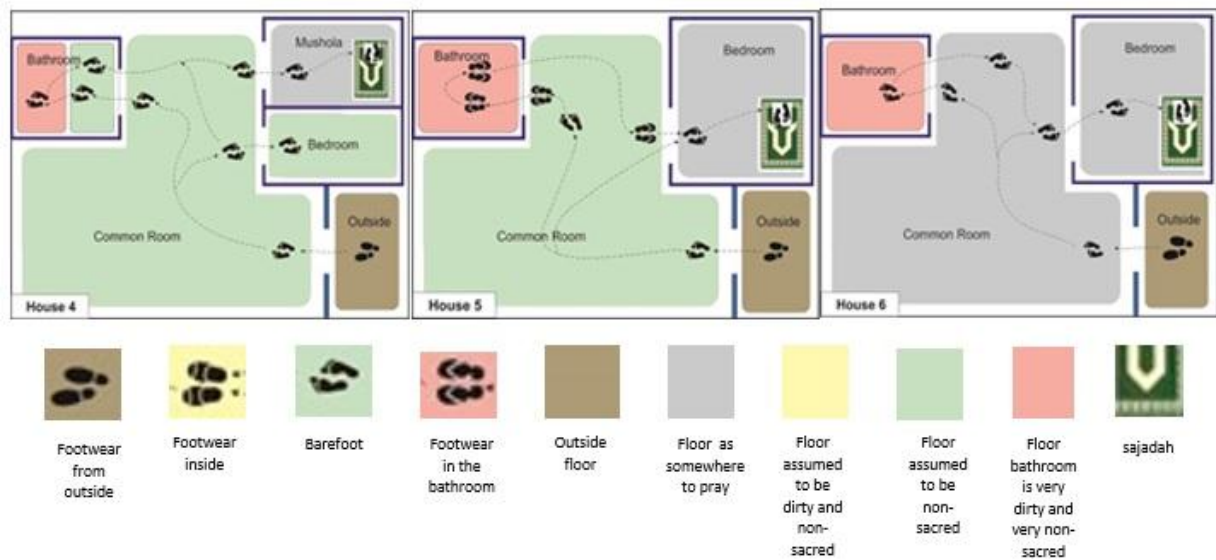 Mushola
Bathroom
Bedroom
Common Room
Outside
House 4
Bathroom
Bedroom
Common Room
Outside
House 5
Bathroom
Bedroom
Common Room
Outside
House 6
Footwear
from
outside
Footwear
inside
Barefoot
Footwear
in the
bathroom
Outside
floor
Floor as
somewhere
to pray
Floor
assumed
to be
dirty and
non-
sacred
Floor
assumed
to be
non-
sacred
Floor
bathroom
is very
dirty and
very non-
sacred
sajadah